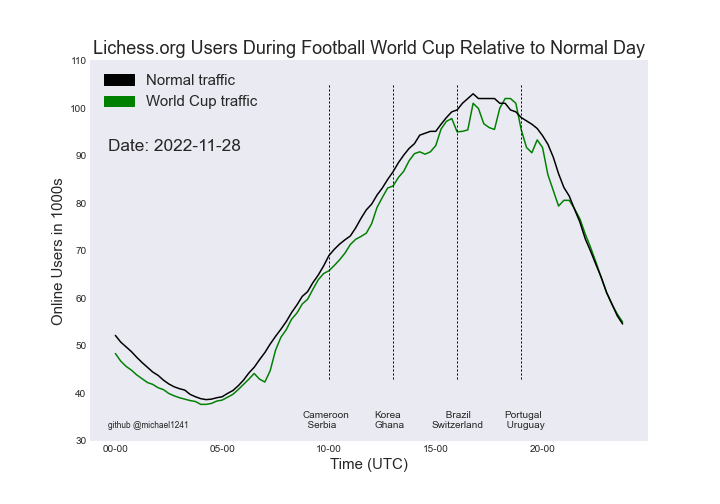 Lichess.org Users During Football World Cup Relative to Normal Day
110
100
90
80
70
60
50
40
30
Online Users in 1000s
Normal traffic
World Cup traffic
Date: 2022-11-28
github @michael1241
Cameroon
Serbia
Korea
Ghana
Brazil
Switzerland
Portugal
Uruguay
00-00
05-00
10-00
15-00
20-00
Time (UTC)